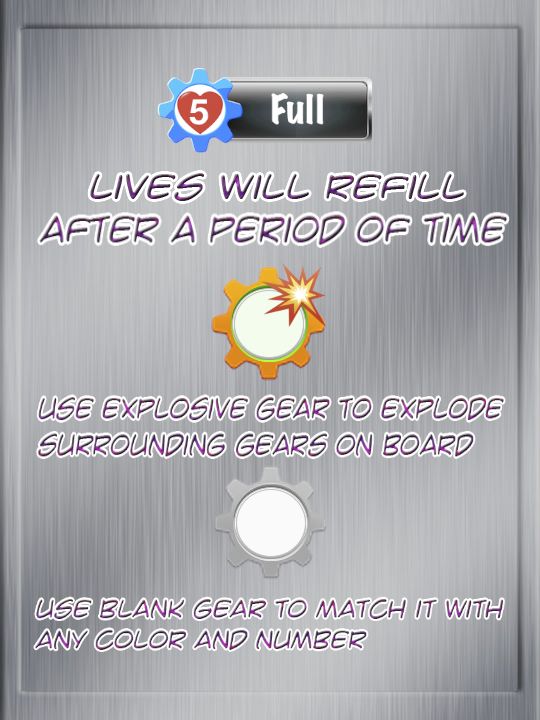 5 Full
LIVES WILL REFILL
AFTER A PERIOD OF TIME
USE EXPLOSIVE GEAR TO EXPLODE
SURROUNDING GEARS ON BOARD
USE BLANK GEAR TO MATCH IT WITH
ANY COLOR AND NUMBER